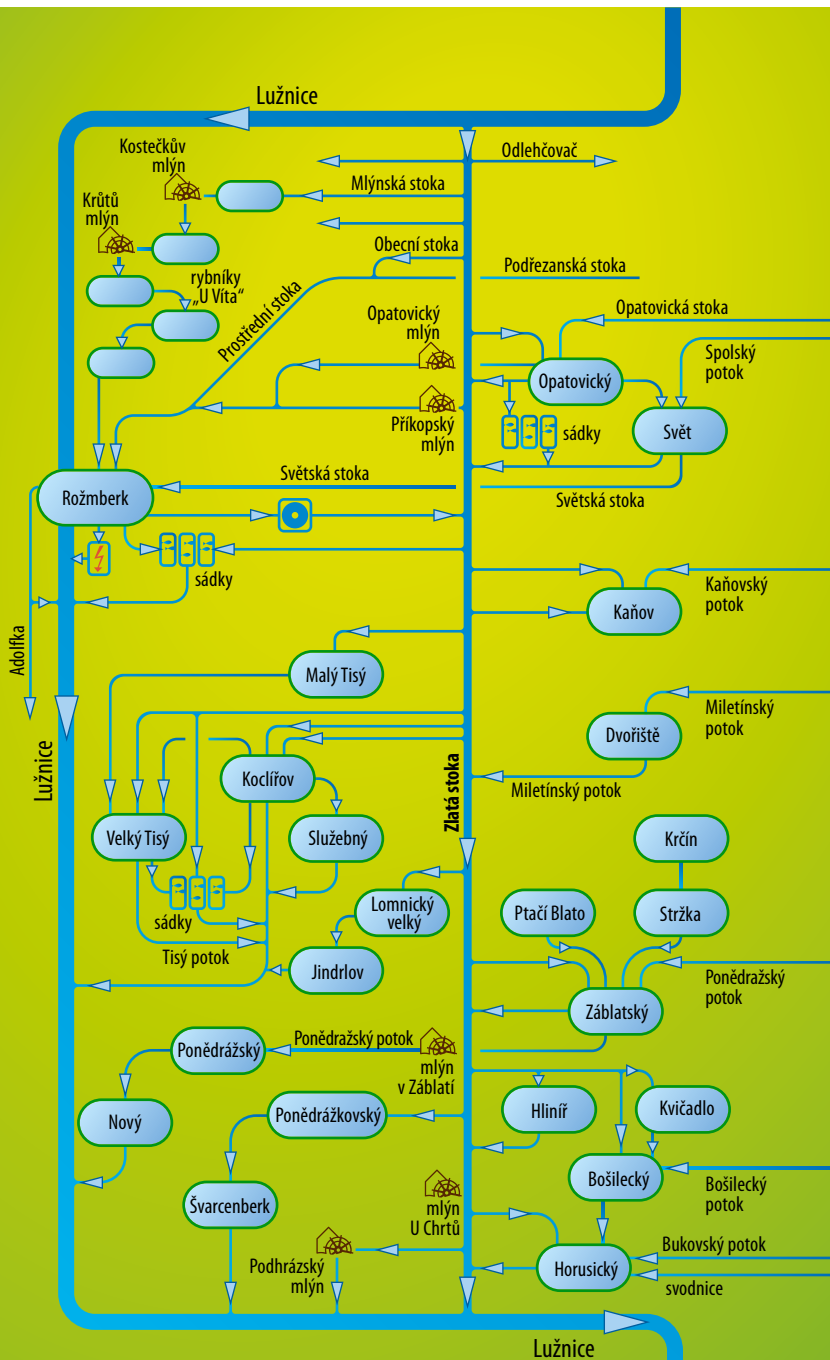 Lužnice
Kostečkův
mlýn
Odlehčovač
Mlýnská stoka
Krůtů
mlýn
Obecní stoka
Podřezanská stoka
rybníky
„U Víta“
Prostřední stoka
Opatovický
mlýn
Opatovická stoka
Spolský
potok
Opatovický
Příkopský
mlýn
sádky
Svět
Světská stoka
Světská stoka
Rožmberk
sádky
Kaňovský
potok
Kaňov
Adolfka
Malý Tisý
Miletínský
potok
Dvořiště
Lužnice
Koclířov
Miletínský potok
Zlatá stoka
Velký Tisý
Služebný
Krčín
sádky
Lomnický
velký
Ptačí Blato
Stržka
Tisý potok
Jindrlov
Ponědražský
potok
Záblatský
Ponědrážský
Ponědražský potok
mlýn
v Záblatí
Nový
Ponědrážkovský
Hliníř
Kvičadlo
Švarcenberk
mlýn
U Chrtů
Bošilecký
Bošilecký
potok
Podhrázský
mlýn
Bukovský potok
Horusický
svodnice
Lužnice